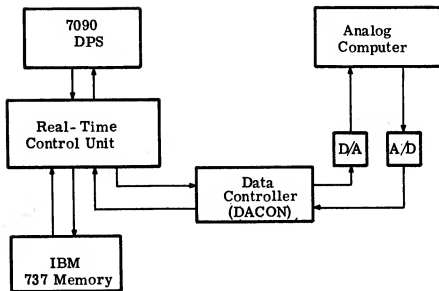 7090
DPS
Analog
Computer
Real-Time
Control Unit
D/A
A/D
Data
Controller
(DACON)
IBM
737 Memory